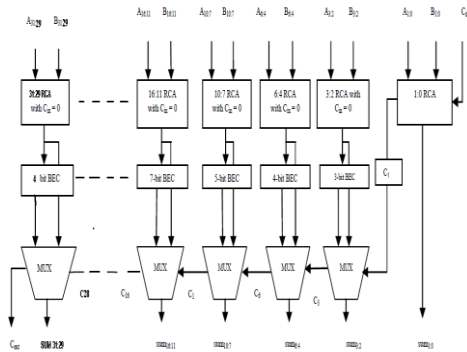 A31:29 B31:29 A16:11 B16:11 A10:7 B10:7 A6:4 B6:4 A3:2 B3:2 A1:0 B1:0
31:29 RCA with Cin = 0
16:11 RCA with Cin = 0
10:7 RCA with Cin = 0
6:4 RCA with Cin = 0
3:2 RCA with Cin = 0
1:0 RCA
4 -bit BEC
7-bit BEC
5-bit BEC
4-bit BEC
3-bit BEC
C1
MUX
MUX
MUX
MUX
MUX
C28 C16 C6 C3
Cout SUM 31:29 sum16:11 sum10:7 sum6:4 sum3:2 sum1:0